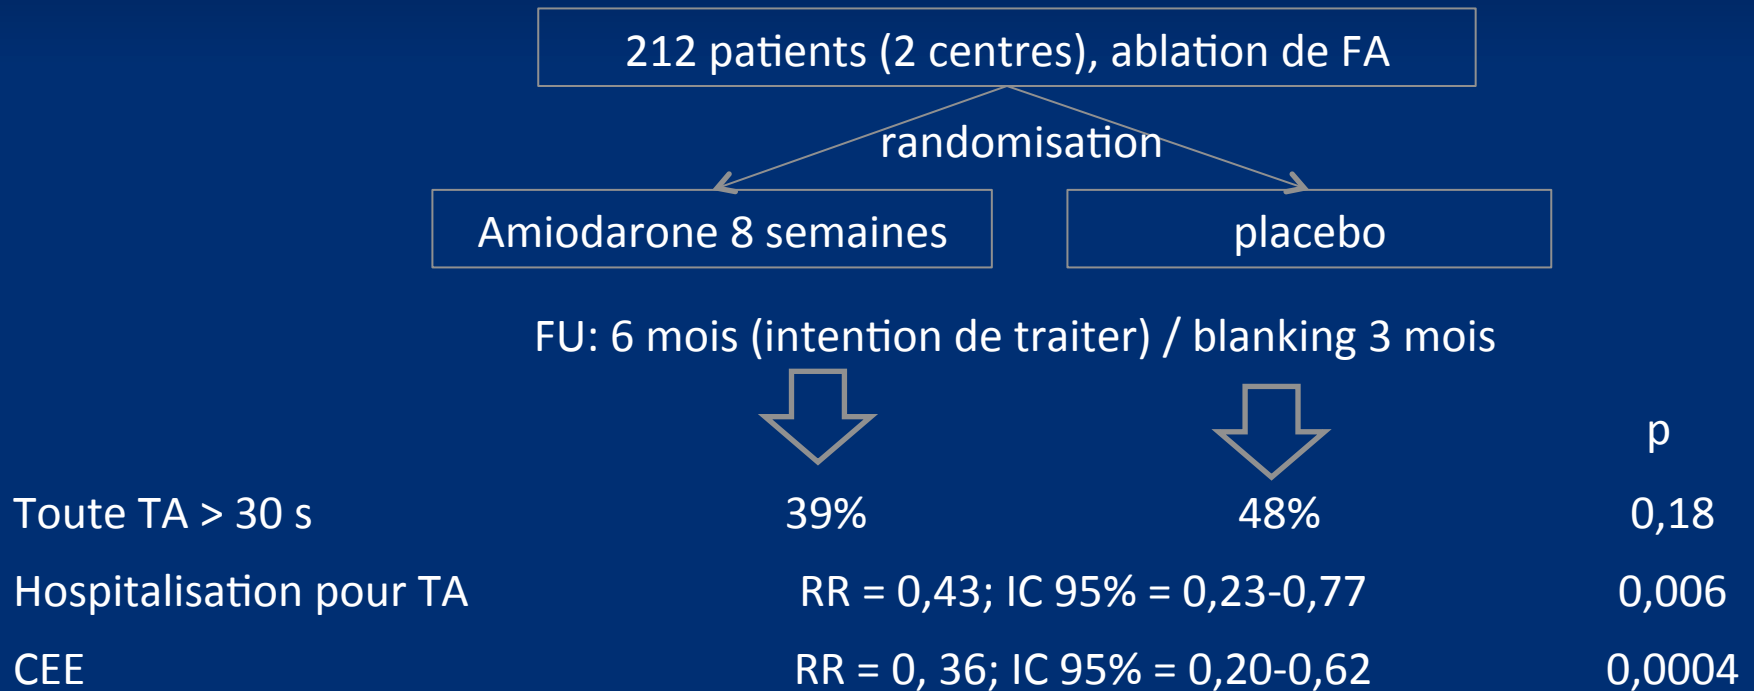 212 patients (2 centres), ablation de FA
randomisation
Amiodarone 8 semaines
placebo
FU: 6 mois (intention de traiter) / blanking 3 mois
p
Toute TA > 30 s 39% 48% 0,18
Hospitalisation pour TA RR = 0,43; IC 95% = 0,23-0,77 0,006
CEE RR = 0, 36; IC 95% = 0,20-0,62 0,0004